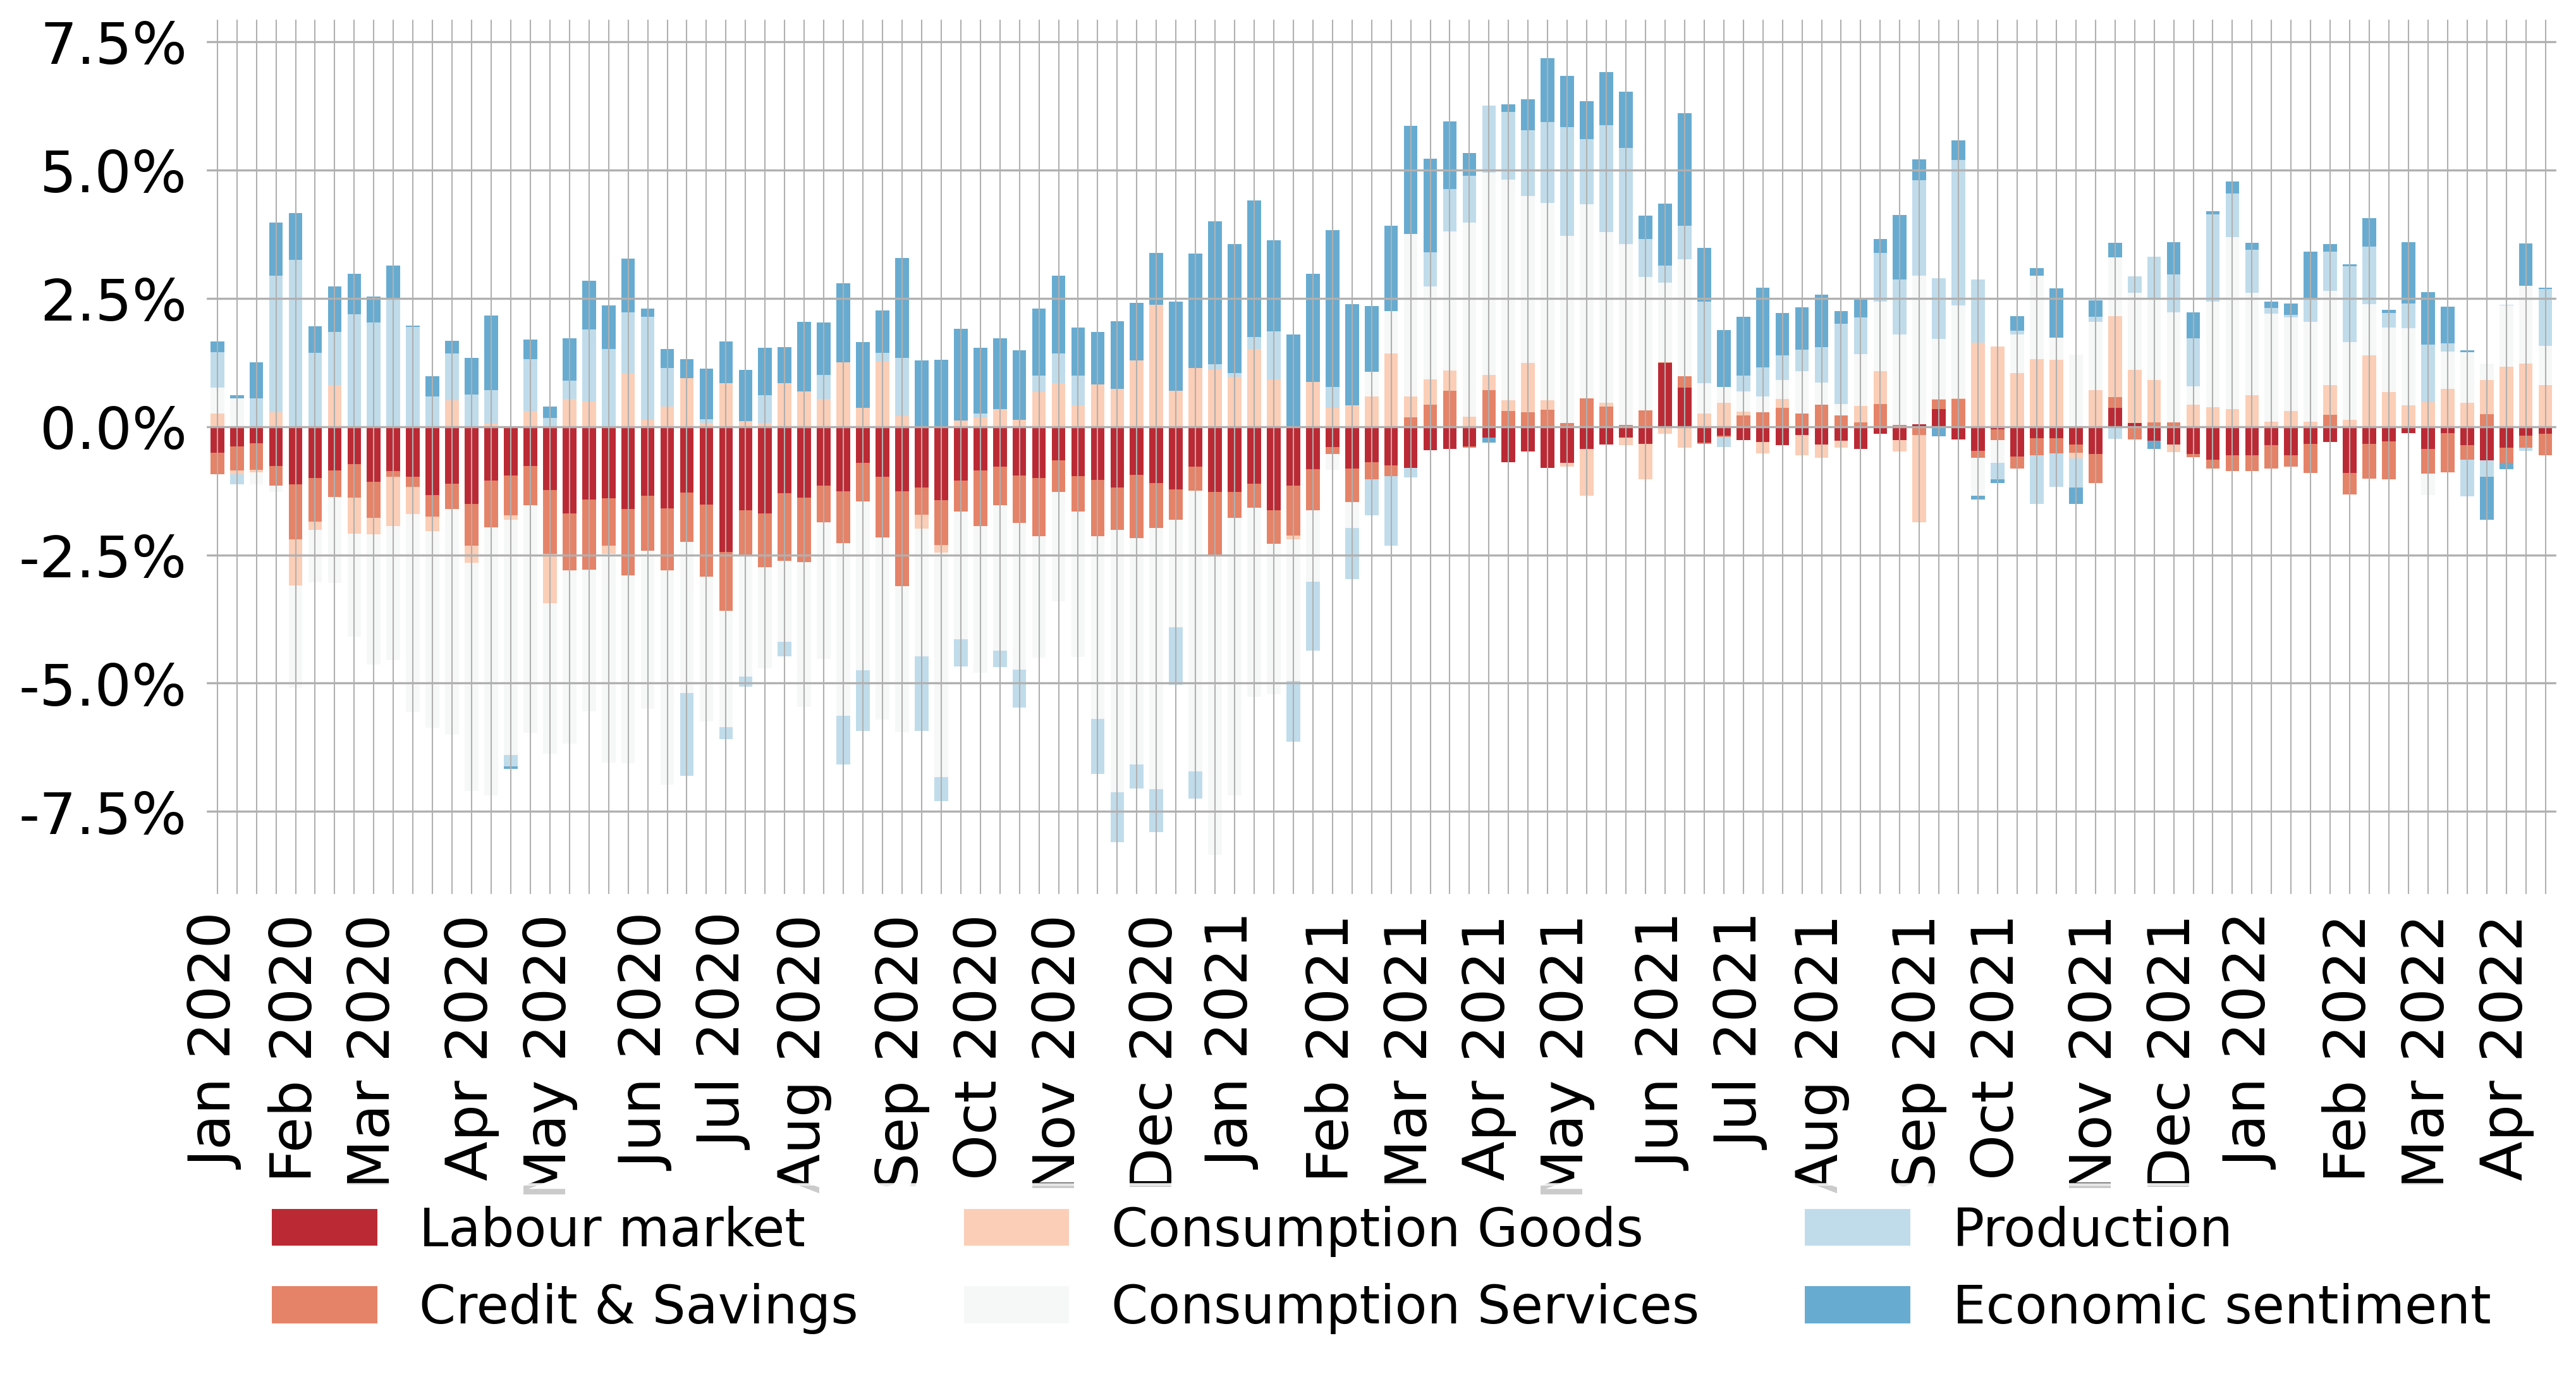 7.5%
5.0%
2.5%
0.0%
-2.5%
-5.0%
-7.5%
Jan 2020
Feb 2020
Mar 2020
Apr 2020
May 2020
Jun 2020
Jul 2020
Aug 2020
Sep 2020
Oct 2020
Nov 2020
Dec 2020
Jan 2021
Feb 2021
Mar 2021
Apr 2021
May 2021
Jun 2021
Jul 2021
Aug 2021
Sep 2021
Oct 2021
Nov 2021
Dec 2021
Jan 2022
Feb 2022
Mar 2022
Apr 2022
Labour market
Consumption Goods
Production
Credit & Savings
Consumption Services
Economic sentiment